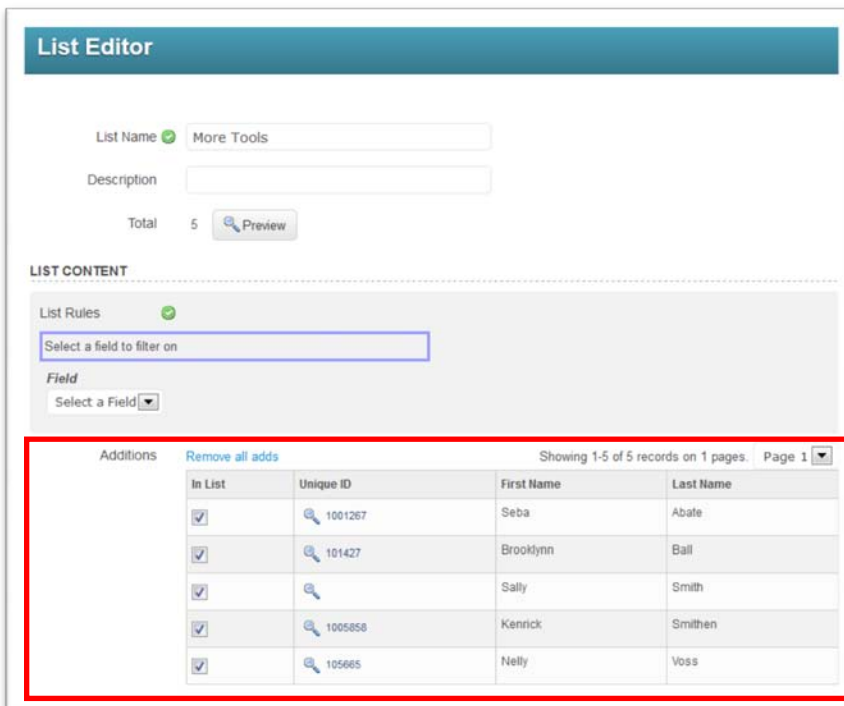 List Editor
List Name More Tools
Description
Total 5 Preview
LIST CONTENT
List Rules
Select a field to filter on
Field
Select a Field
Additions Remove all adds Showing 1-5 of 5 records on 1 pages. Page 1
In List Unique ID First Name Last Name
1001267 Seba Abate
101427 Brooklynn Ball
Sally Smith
1005858 Kenrick Smithen
105665 Nelly Voss